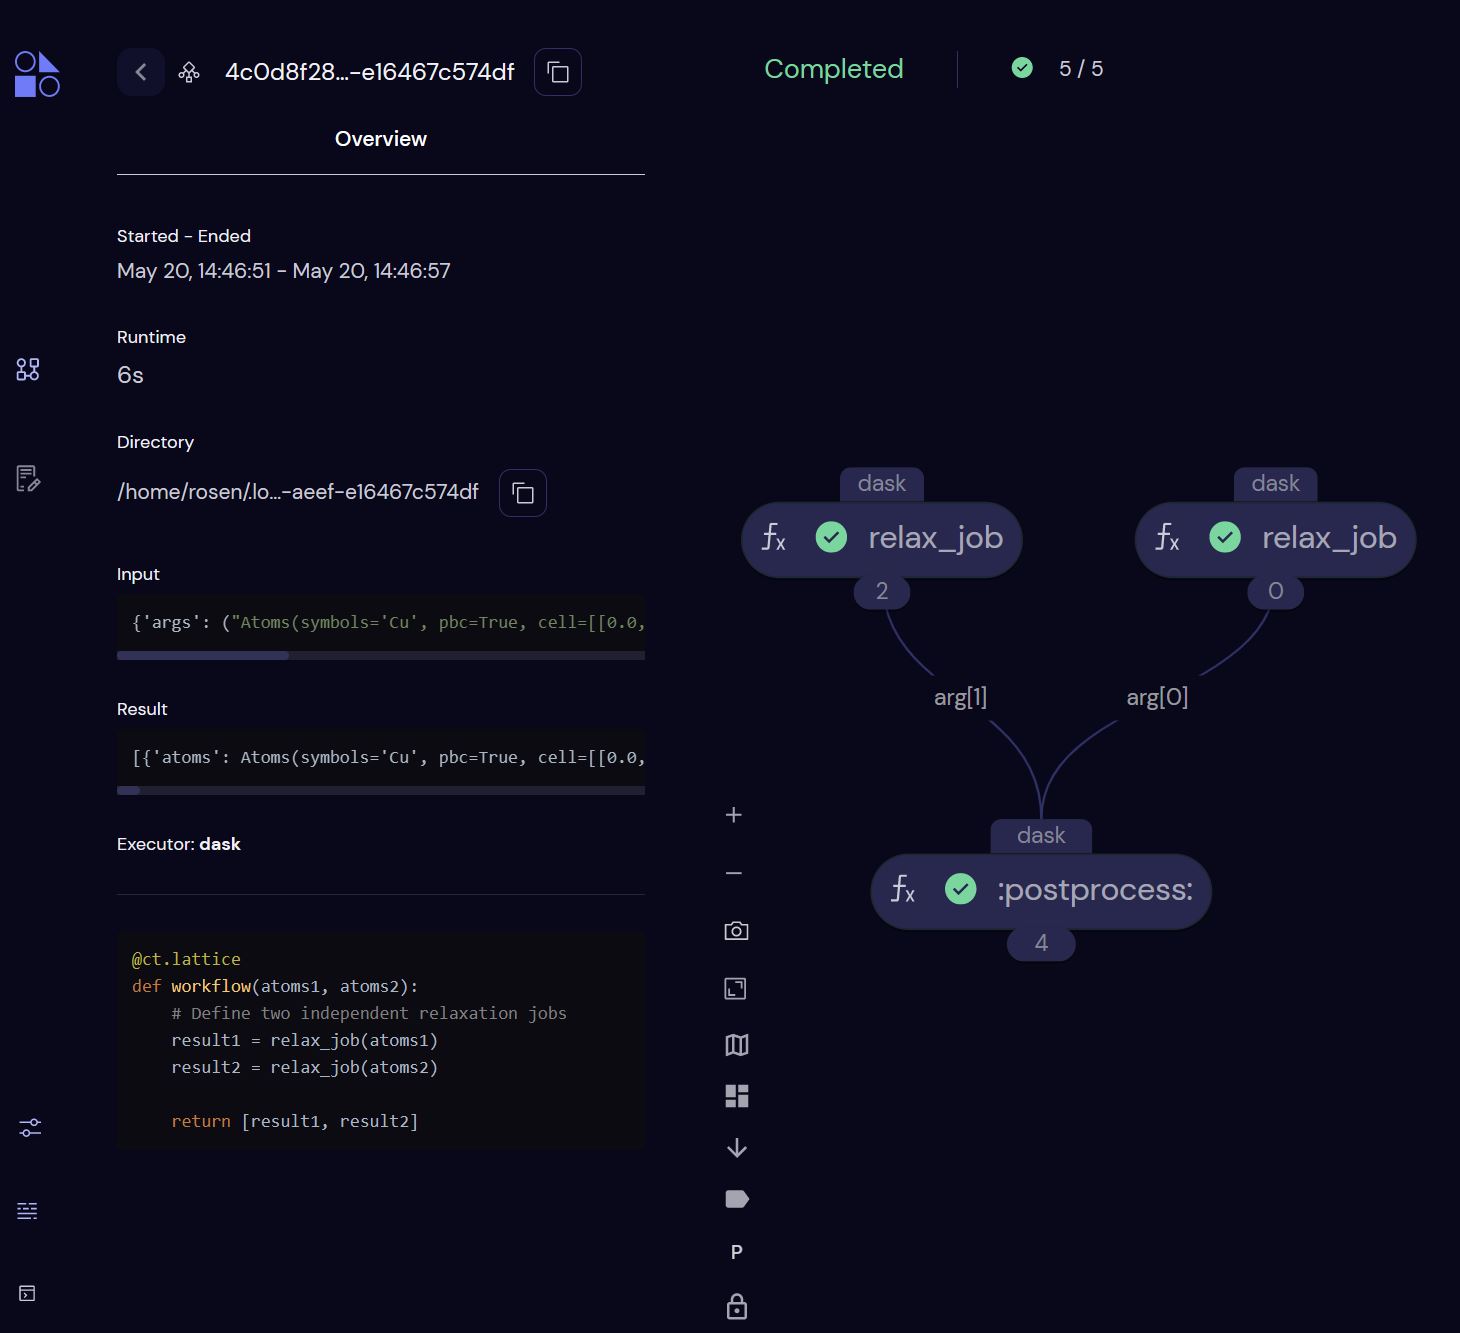 4c0d8f28...-e16467c574df
Completed
5 / 5
Overview
Started - Ended
May 20, 14:46:51 - May 20, 14:46:57
Runtime
6s
Directory
/home/rosen/.lo...-aeef-e16467c574df
Input
{'args': ("Atoms(symbols='Cu', pbc=True, cell=[[0.0,
Result
[{'atoms': Atoms(symbols='Cu', pbc=True, cell=[[0.0,
Executor: dask
@ct.lattice
def workflow(atoms1, atoms2):
    # Define two independent relaxation jobs
    result1 = relax_job(atoms1)
    result2 = relax_job(atoms2)
    return [result1, result2]
dask
fx relax_job
2
dask
fx relax_job
0
arg[1]
arg[0]
dask
fx :postprocess:
4
P